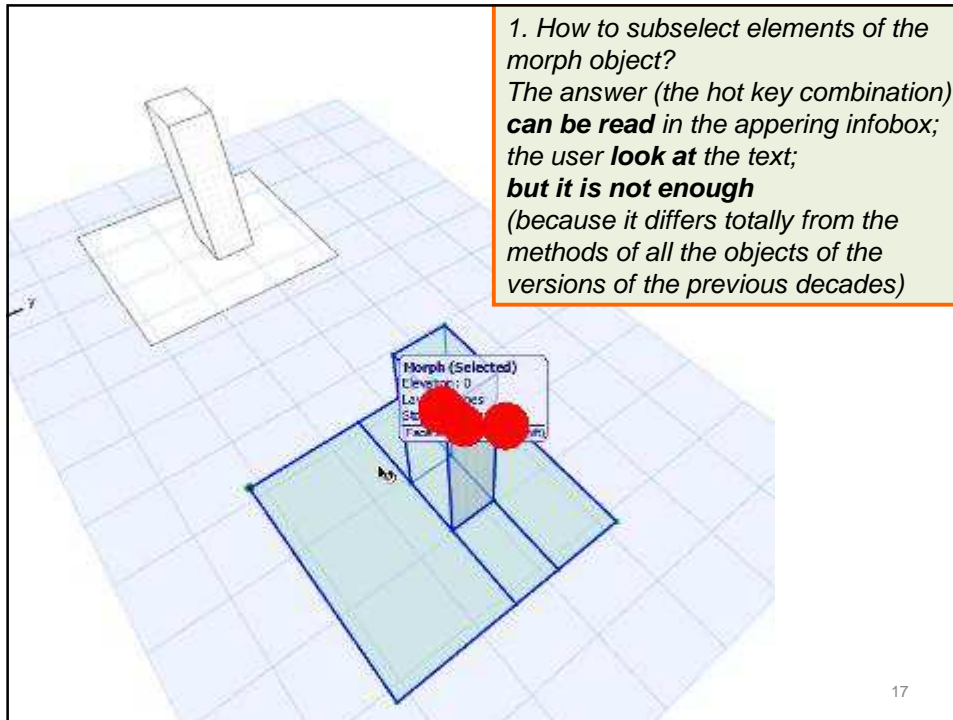 1. How to subselect elements of the
morph object?
The answer (the hot key combination)
can be read in the appering infobox;
the user look at the text;
but it is not enough
(because it differs totally from the
methods of all the objects of the
versions of the previous decades)
Morph (Selected)
17